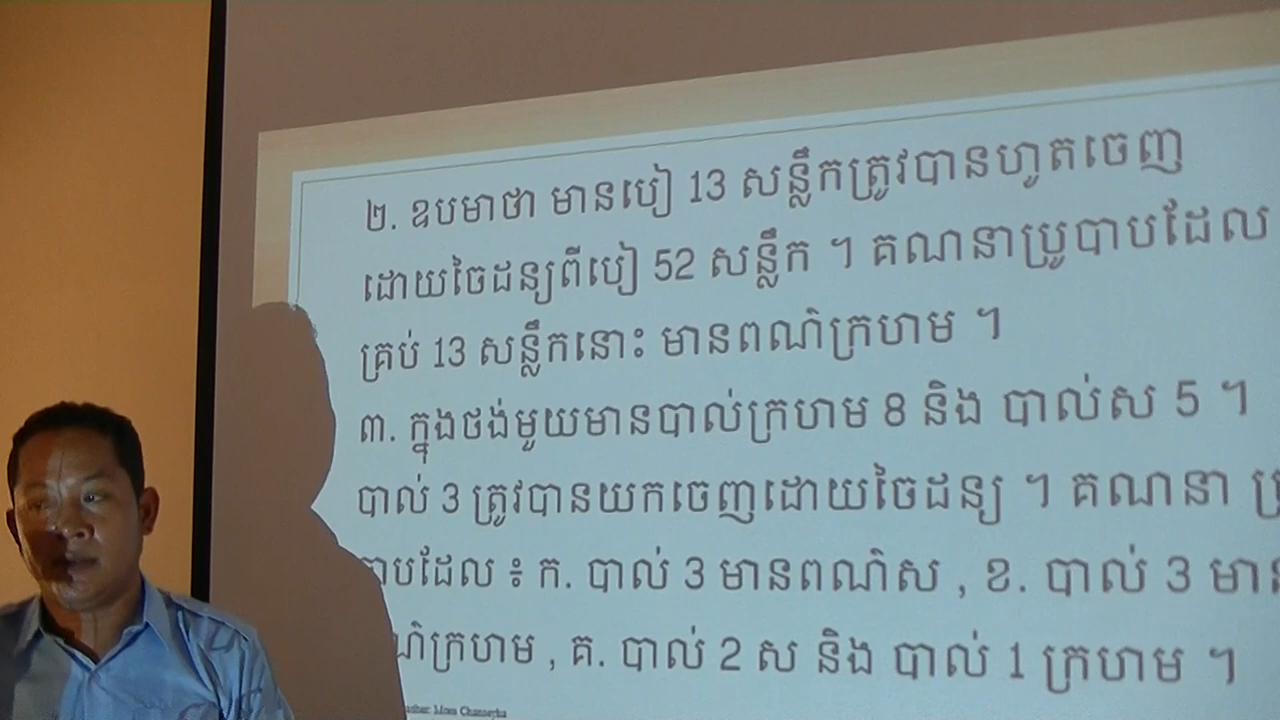 ២. ឧបមាថា មានបៀ 13 សន្លឹកត្រូវបានហូតចេញ
ដោយចៃដន្យពីបៀ 52 សន្លឹក ។ គណនាប្រូបាបដែល
គ្រប់ 13 សន្លឹកនោះ មានពណ៌ក្រហម ។
៣. ក្នុងថង់មួយមានបាល់ក្រហម 8 និង បាល់ស 5 ។
បាល់ 3 ត្រូវបានយកចេញដោយចៃដន្យ ។ គណនា
បាបដែល ៖ ក. បាល់ 3 មានពណ៌ស , ខ. បាល់ 3 មាន
ពណ៌ក្រហម , គ. បាល់ 2 ស និង បាល់ 1 ក្រហម ។